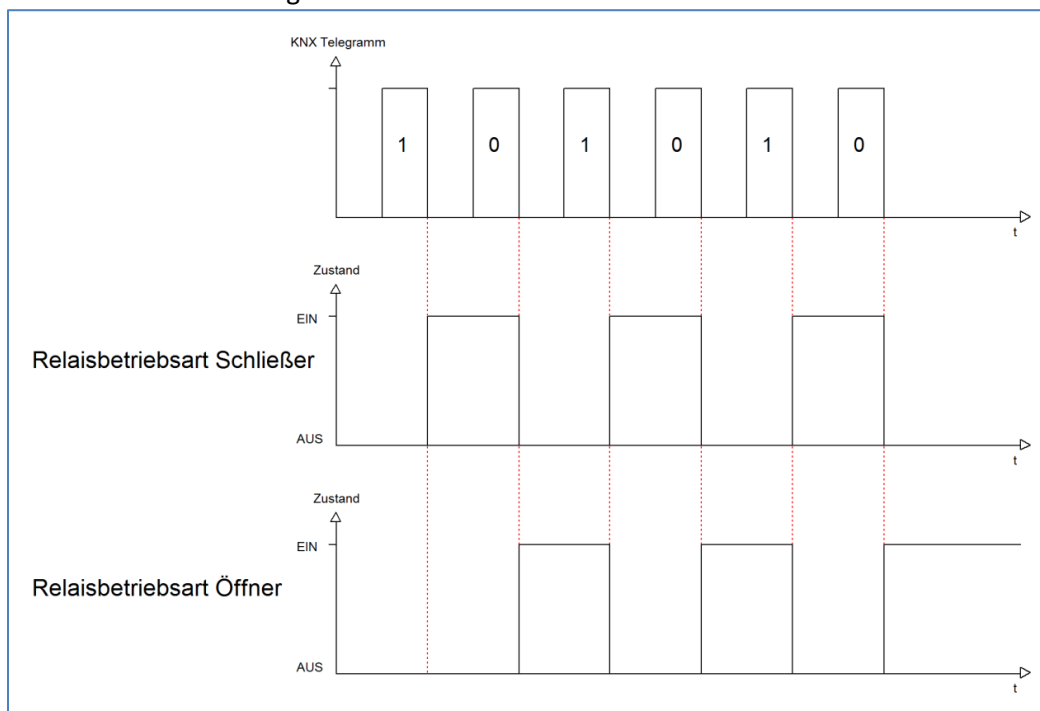 KNX Telegramm
1 0 1 0 1 0
t
Zustand
EIN
Relaisbetriebsart Schließer
AUS
t
Zustand
EIN
Relaisbetriebsart Öffner
AUS
t